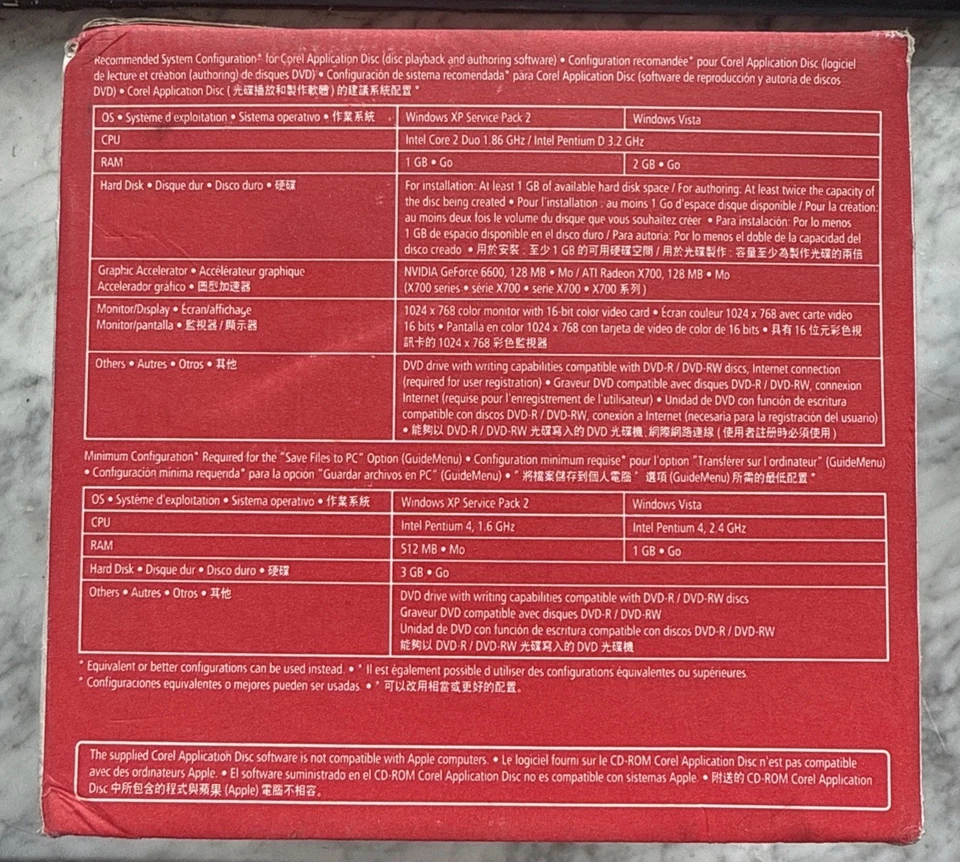 Recommended System Configuration* for Corel Application Disc (disc playback and authoring software) • Configuration recomandée* pour Corel Application Disc (logiciel
de lecture et création (authoring) de disques DVD) • Configuración de sistema recomendada* para Corel Application Disc (software de reproducción y autoria de discos
DVD) • Corel Application Disc ( 光碟播放和製作軟體 ) 的建議系統配置 *
OS • Système d'exploitation • Sistema operativo • 作業系統 Windows XP Service Pack 2 Windows Vista
CPU Intel Core 2 Duo 1.86 GHz / Intel Pentium D 3.2 GHz
RAM 1 GB • Go 2 GB • Go
Hard Disk • Disque dur • Disco duro • 硬碟 For installation: At least 1 GB of available hard disk space / For authoring: At least twice the capacity of
the disc being created • Pour l'installation : au moins 1 Go d'espace disque disponible / Pour la création:
au moins deux fois le volume du disque que vous souhaitez créer • Para instalación: Por lo menos
1 GB de espacio disponible en el disco duro / Para autoria: Por lo menos el doble de la capacidad del
disco creado • 用於安裝 : 至少 1 GB 的可用硬碟空間 / 用於光碟製作 : 容量至少為製作光碟的兩倍
Graphic Accelerator • Accélérateur graphique NVIDIA GeForce 6600, 128 MB • Mo / ATI Radeon X700, 128 MB • Mo
Accelerador gráfico • 圖型加速器 (X700 series • série X700 • serie X700 • X700 系列 )
Monitor/Display • Écran/affichage 1024 x 768 color monitor with 16-bit color video card • Écran couleur 1024 x 768 avec carte vidéo
Monitor/pantalla • 監視器 / 顯示器 16 bits • Pantalla en color 1024 x 768 con tarjeta de video de color de 16 bits • 具有 16 位元彩色視
訊卡的 1024 x 768 彩色監視器
Others • Autres • Otros • 其他 DVD drive with writing capabilities compatible with DVD-R / DVD-RW discs, Internet connection
(required for user registration) • Graveur DVD compatible avec disques DVD-R / DVD-RW, connexion
Internet (requise pour l'enregistrement de l'utilisateur) • Unidad de DVD con función de escritura
compatible con discos DVD-R / DVD-RW, conexión a Internet (necesaria para la registración del usuario)
• 能夠以 DVD-R / DVD-RW 光碟寫入的 DVD 光碟機, 網際網路連線 ( 使用者註冊時必須使用 )
Minimum Configuration* Required for the "Save Files to PC" Option (GuideMenu) • Configuration minimum requise* pour l'option "Transférer sur l'ordinateur" (GuideMenu)
• Configuración mínima requerida* para la opción "Guardar archivos en PC" (GuideMenu) • " 將檔案儲存到個人電腦 " 選項 (GuideMenu) 所需的最低配置 *
OS • Système d'exploitation • Sistema operativo • 作業系統 Windows XP Service Pack 2 Windows Vista
CPU Intel Pentium 4, 1.6 GHz Intel Pentium 4, 2.4 GHz
RAM 512 MB • Mo 1 GB • Go
Hard Disk • Disque dur • Disco duro • 硬碟 3 GB • Go
Others • Autres • Otros • 其他 DVD drive with writing capabilities compatible with DVD-R / DVD-RW discs
Graveur DVD compatible avec disques DVD-R / DVD-RW
Unidad de DVD con función de escritura compatible con discos DVD-R / DVD-RW
能夠以 DVD-R / DVD-RW 光碟寫入的 DVD 光碟機
* Equivalent or better configurations can be used instead. • * Il est également possible d'utiliser des configurations équivalentes ou supérieures.
* Configuraciones equivalentes o mejores pueden ser usadas. • * 可以改用相當或更好的配置。
The supplied Corel Application Disc software is not compatible with Apple computers. • Le logiciel fourni sur le CD-ROM Corel Application Disc n'est pas compatible
avec des ordinateurs Apple. • El software suministrado en el CD-ROM Corel Application Disc no es compatible con sistemas Apple. • 附送的 CD-ROM Corel Application
Disc 中所包含的程式與蘋果 (Apple) 電腦不相容。